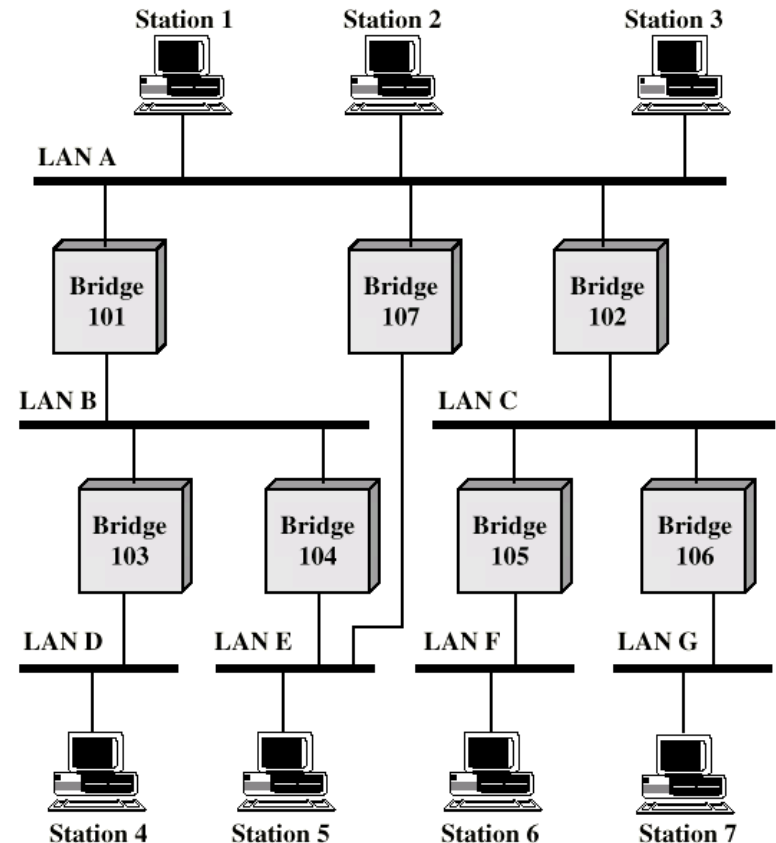 Station 1
Station 2
Station 3
LAN A
Bridge
101
Bridge
107
Bridge
102
LAN B
LAN C
Bridge
103
Bridge
104
Bridge
105
Bridge
106
LAN D
LAN E
LAN F
LAN G
Station 4
Station 5
Station 6
Station 7